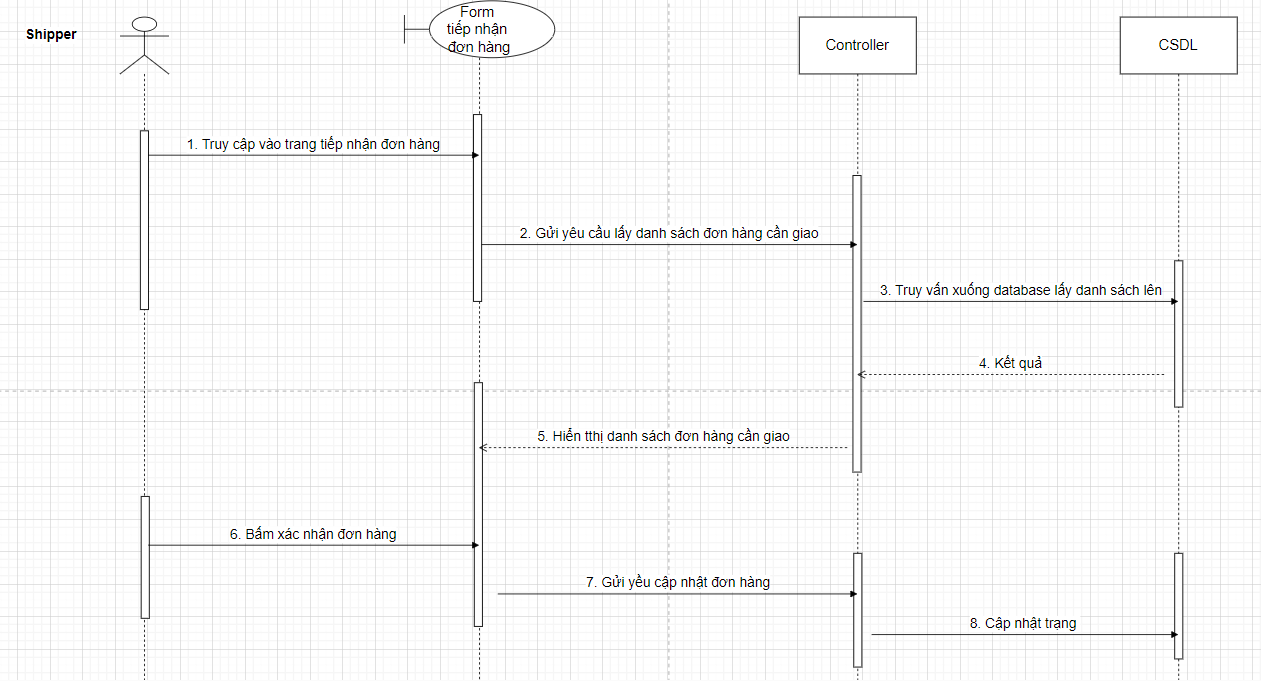 Shipper
Form
tiếp nhận
đơn hàng
Controller
CSDL
1. Truy cập vào trang tiếp nhận đơn hàng
2. Gửi yêu cầu lấy danh sách đơn hàng cần giao
3. Truy vấn xuống database lấy danh sách lên
4. Kết quả
5. Hiển tthị danh sách đơn hàng cần giao
6. Bấm xác nhận đơn hàng
7. Gửi yều cập nhật đơn hàng
8. Cập nhật trạng